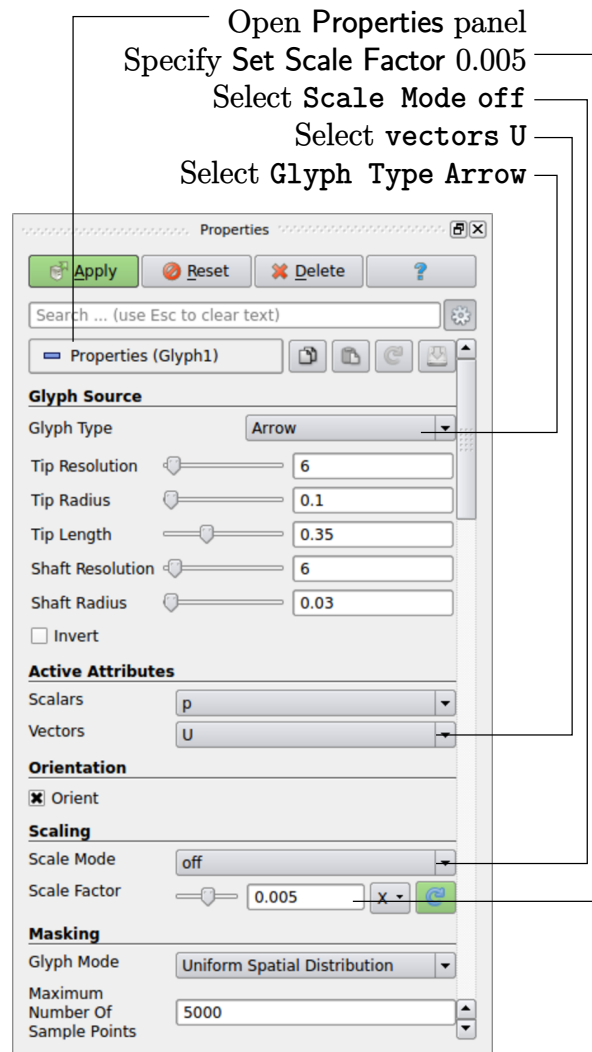 Open Properties panel
Specify Set Scale Factor 0.005
Select Scale Mode off
Select vectors U
Select Glyph Type Arrow
Properties
Apply Reset Delete ?
Search ... (use Esc to clear text)
Properties (Glyph1)
Glyph Source
Glyph Type Arrow
Tip Resolution 6
Tip Radius 0.1
Tip Length 0.35
Shaft Resolution 6
Shaft Radius 0.03
Invert
Active Attributes
Scalars p
Vectors U
Orientation
Orient
Scaling
Scale Mode off
Scale Factor 0.005 X
Masking
Glyph Mode Uniform Spatial Distribution
Maximum
Number Of 5000
Sample Points